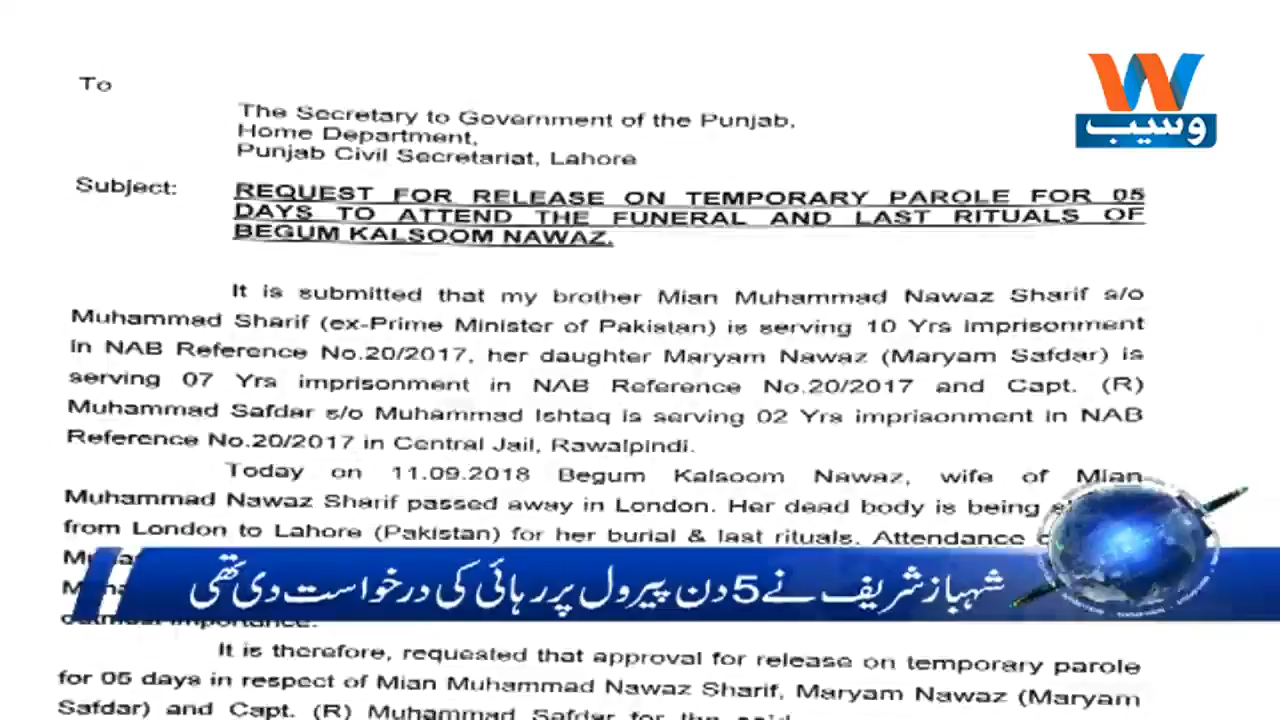 To
The Secretary to Government of the Punjab,
Home Department,
Punjab Civil Secretariat, Lahore
وسیب
Subject: REQUEST FOR RELEASE ON TEMPORARY PAROLE FOR 05
DAYS TO ATTEND THE FUNERAL AND LAST RITUALS OF
BEGUM KALSOOM NAWAZ.
It is submitted that my brother Mian Muhammad Nawaz Sharif s/o
Muhammad Sharif (ex-Prime Minister of Pakistan) is serving 10 Yrs imprisonment
in NAB Reference No.20/2017, her daughter Maryam Nawaz (Maryam Safdar) is
serving 07 Yrs imprisonment in NAB Reference No.20/2017 and Capt. (R)
Muhammad Safdar s/o Muhammad Ishtaq is serving 02 Yrs imprisonment in NAB
Reference No.20/2017 in Central Jail, Rawalpindi.
Today on 11.09.2018 Begum Kalsoom Nawaz, wife of Mian
Muhammad Nawaz Sharif passed away in London. Her dead body is being
from London to Lahore (Pakistan) for her burial & last rituals. Attendance
شہباز شریف نے 5 دن پیرول پر رہائی کی درخواست دی تھی
importance.
It is therefore, requested that approval for release on temporary parole
for 05 days in respect of Mian Muhammad Nawaz Sharif, Maryam Nawaz (Maryam
Safdar) and Capt. (R) Muhammad Safdar for the said